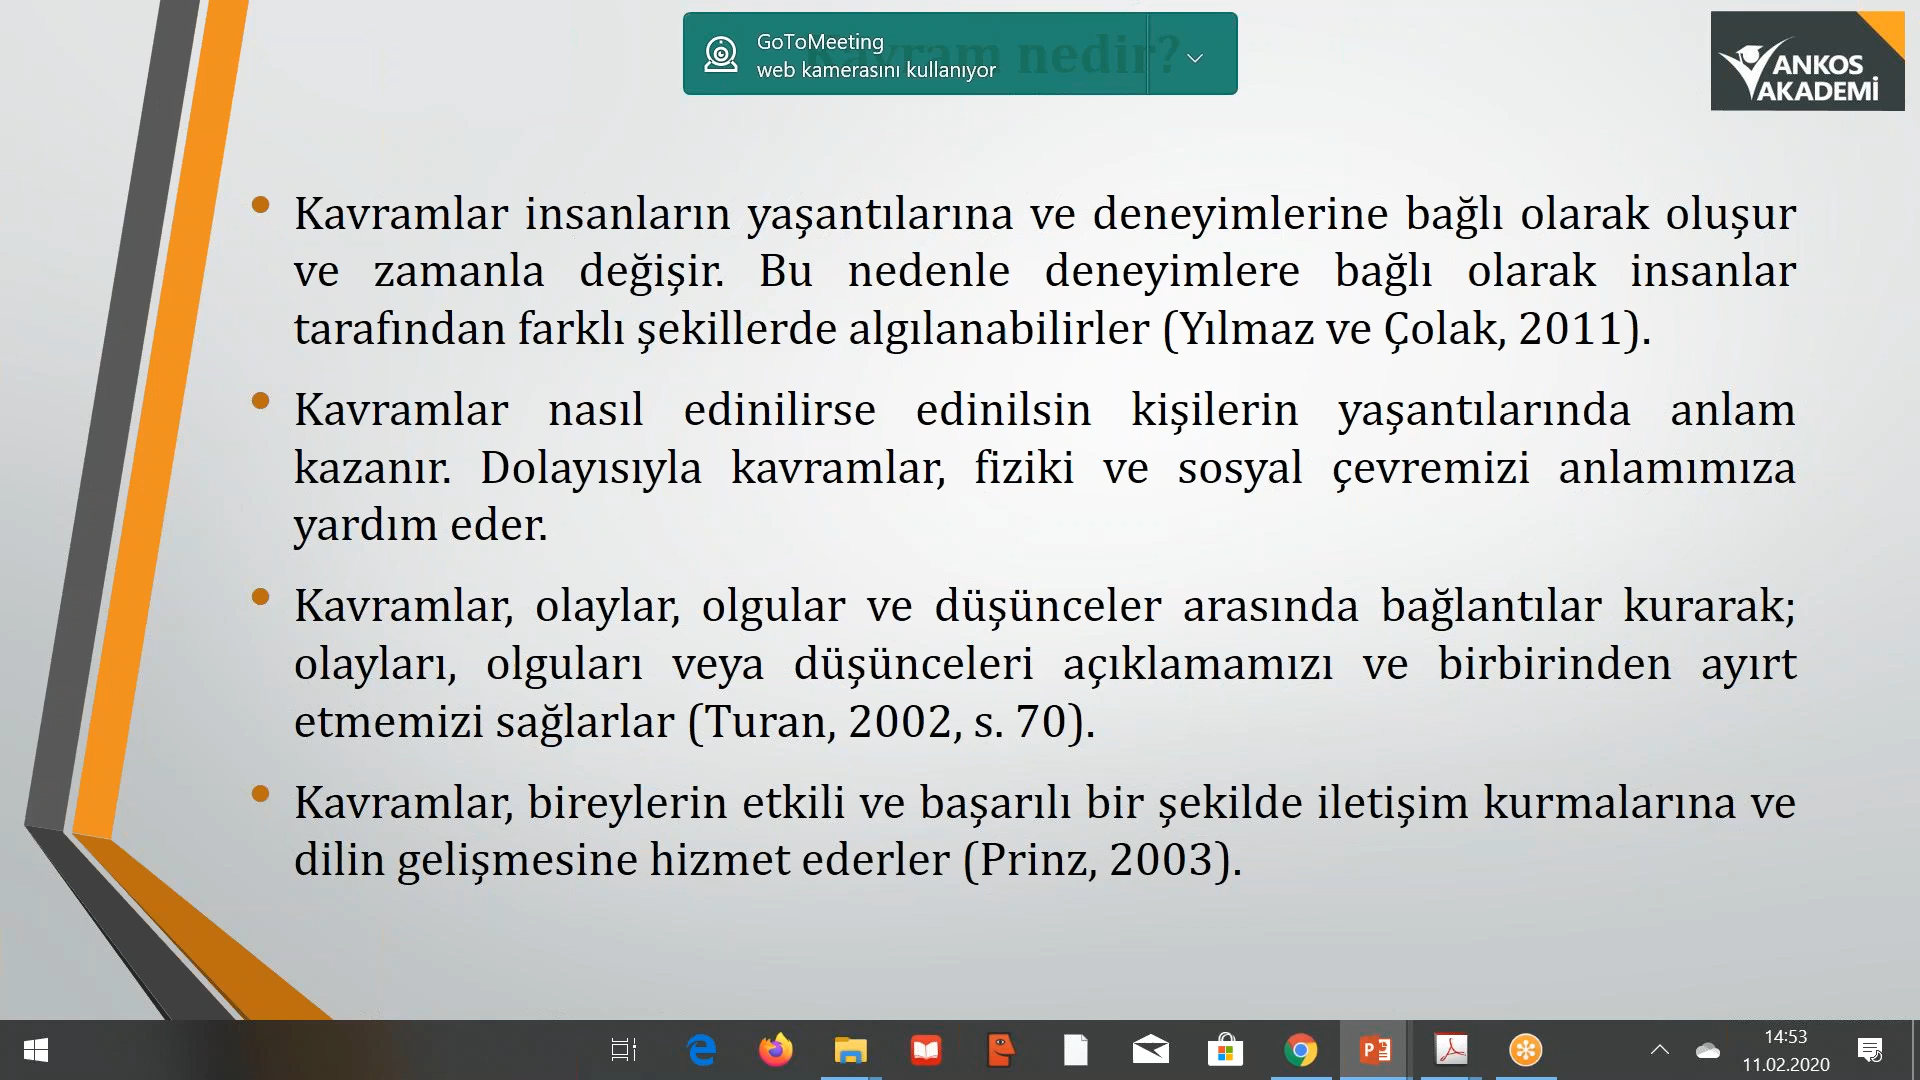 GoToMeeting
web kamerasını kullanıyor
Kavram nedir?
ANKOS
AKADEMİ
• Kavramlar insanların yaşantılarına ve deneyimlerine bağlı olarak oluşur
ve zamanla değişir. Bu nedenle deneyimlere bağlı olarak insanlar
tarafından farklı şekillerde algılanabilirler (Yılmaz ve Çolak, 2011).
• Kavramlar nasıl edinilirse edinilsin kişilerin yaşantılarında anlam
kazanır. Dolayısıyla kavramlar, fiziki ve sosyal çevremizi anlamımıza
yardım eder.
• Kavramlar, olaylar, olgular ve düşünceler arasında bağlantılar kurarak;
olayları, olguları veya düşünceleri açıklamamızı ve birbirinden ayırt
etmemizi sağlarlar (Turan, 2002, s. 70).
• Kavramlar, bireylerin etkili ve başarılı bir şekilde iletişim kurmalarına ve
dilin gelişmesine hizmet ederler (Prinz, 2003).
14:53
11.02.2020